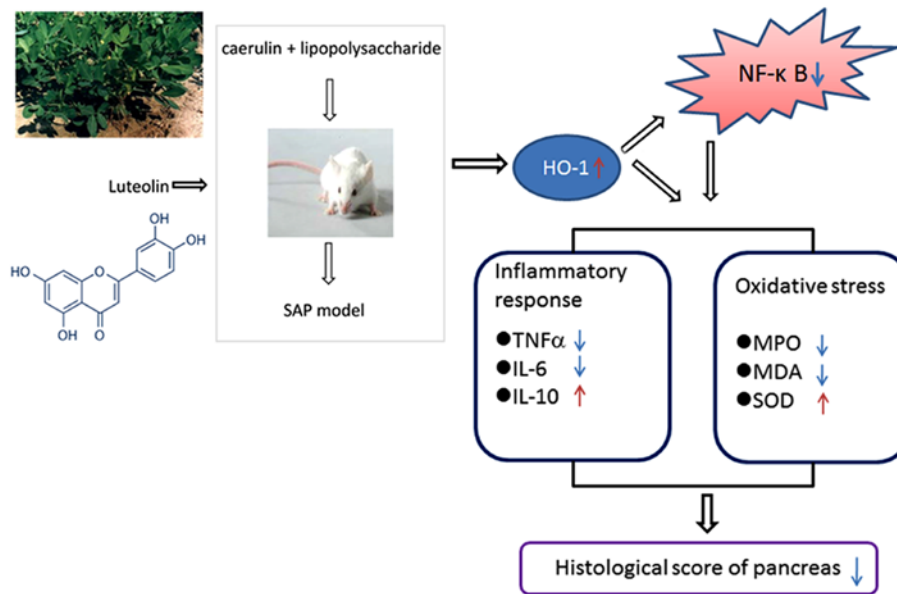 caerulin + lipopolysaccharide
Luteolin
SAP model
OH
OH
HO
O
OH
O
HO-1↑
NF-κ B↓
Inflammatory
response
●TNFα ↓
●IL-6 ↓
●IL-10 ↑
Oxidative stress
●MPO ↓
●MDA ↓
●SOD ↑
Histological score of pancreas ↓